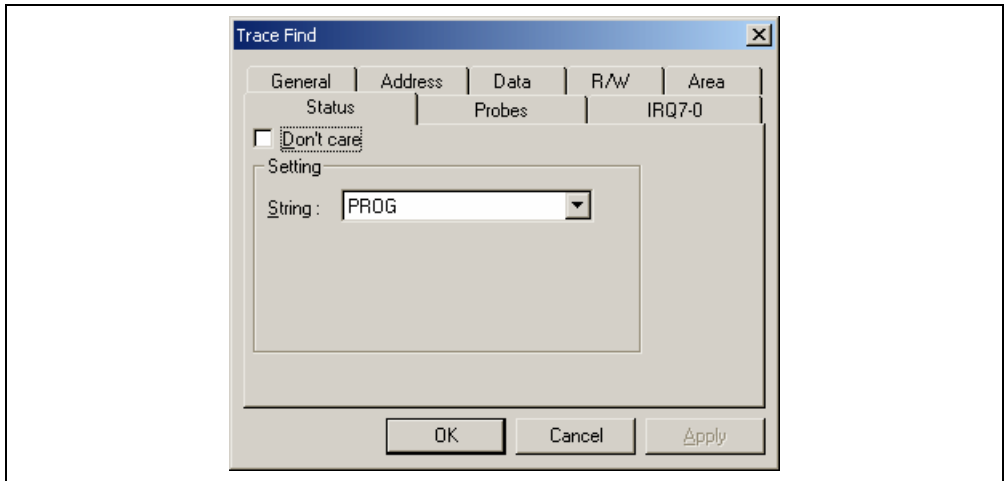 Trace Find
General Address Data R/W Area
Status Probes IRQ7-0
Don't care
Setting
String : PROG
OK Cancel Apply